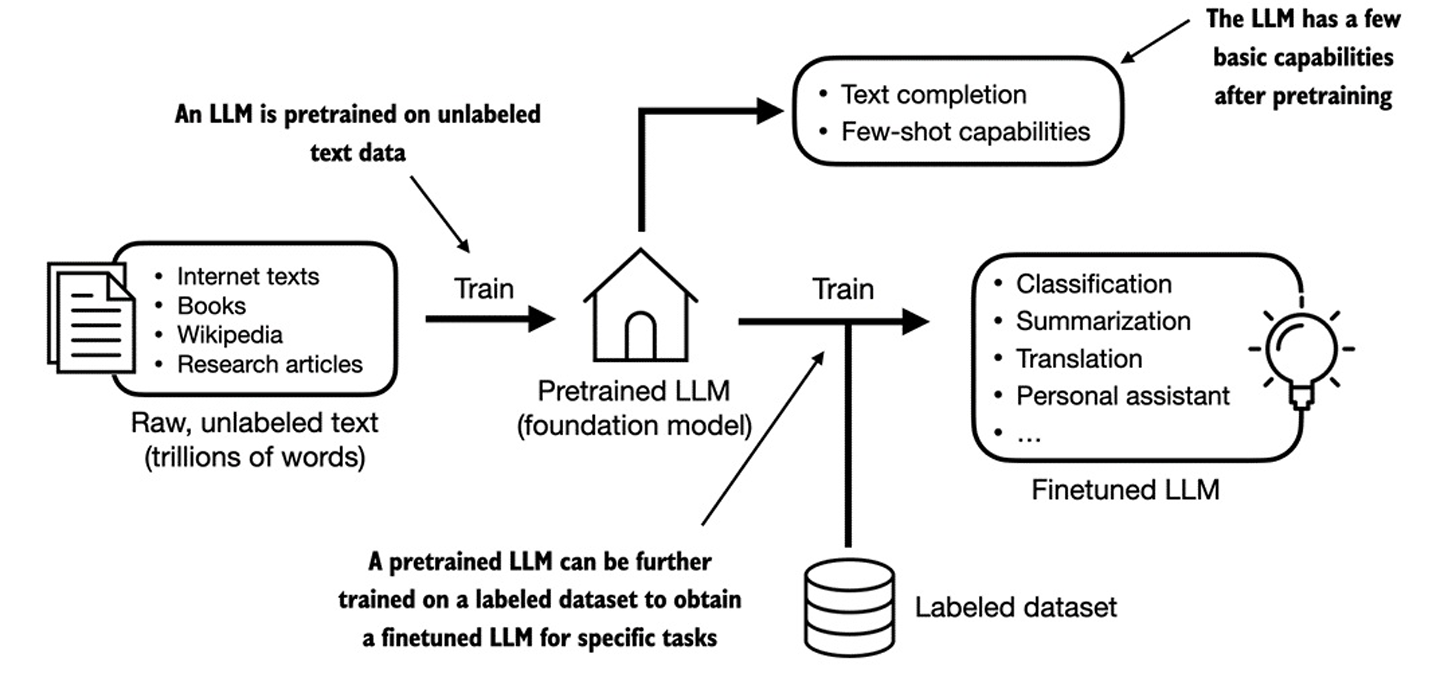 The LLM has a few
basic capabilities
after pretraining
• Text completion
• Few-shot capabilities
An LLM is pretrained on unlabeled
text data
• Internet texts
• Books
• Wikipedia
• Research articles
Raw, unlabeled text
(trillions of words)
Train
Pretrained LLM
(foundation model)
Train
• Classification
• Summarization
• Translation
• Personal assistant
• ...
Finetuned LLM
A pretrained LLM can be further
trained on a labeled dataset to obtain
a finetuned LLM for specific tasks
Labeled dataset